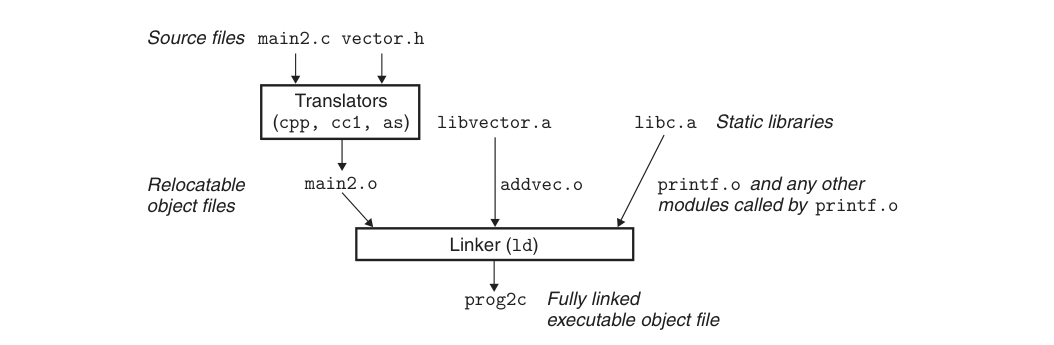 Source files main2.c vector.h
Translators
(cpp, cc1, as)
libvector.a
libc.a Static libraries
Relocatable
object files
main2.o
addvec.o
printf.o and any other
modules called by printf.o
Linker (ld)
prog2c
Fully linked
executable object file